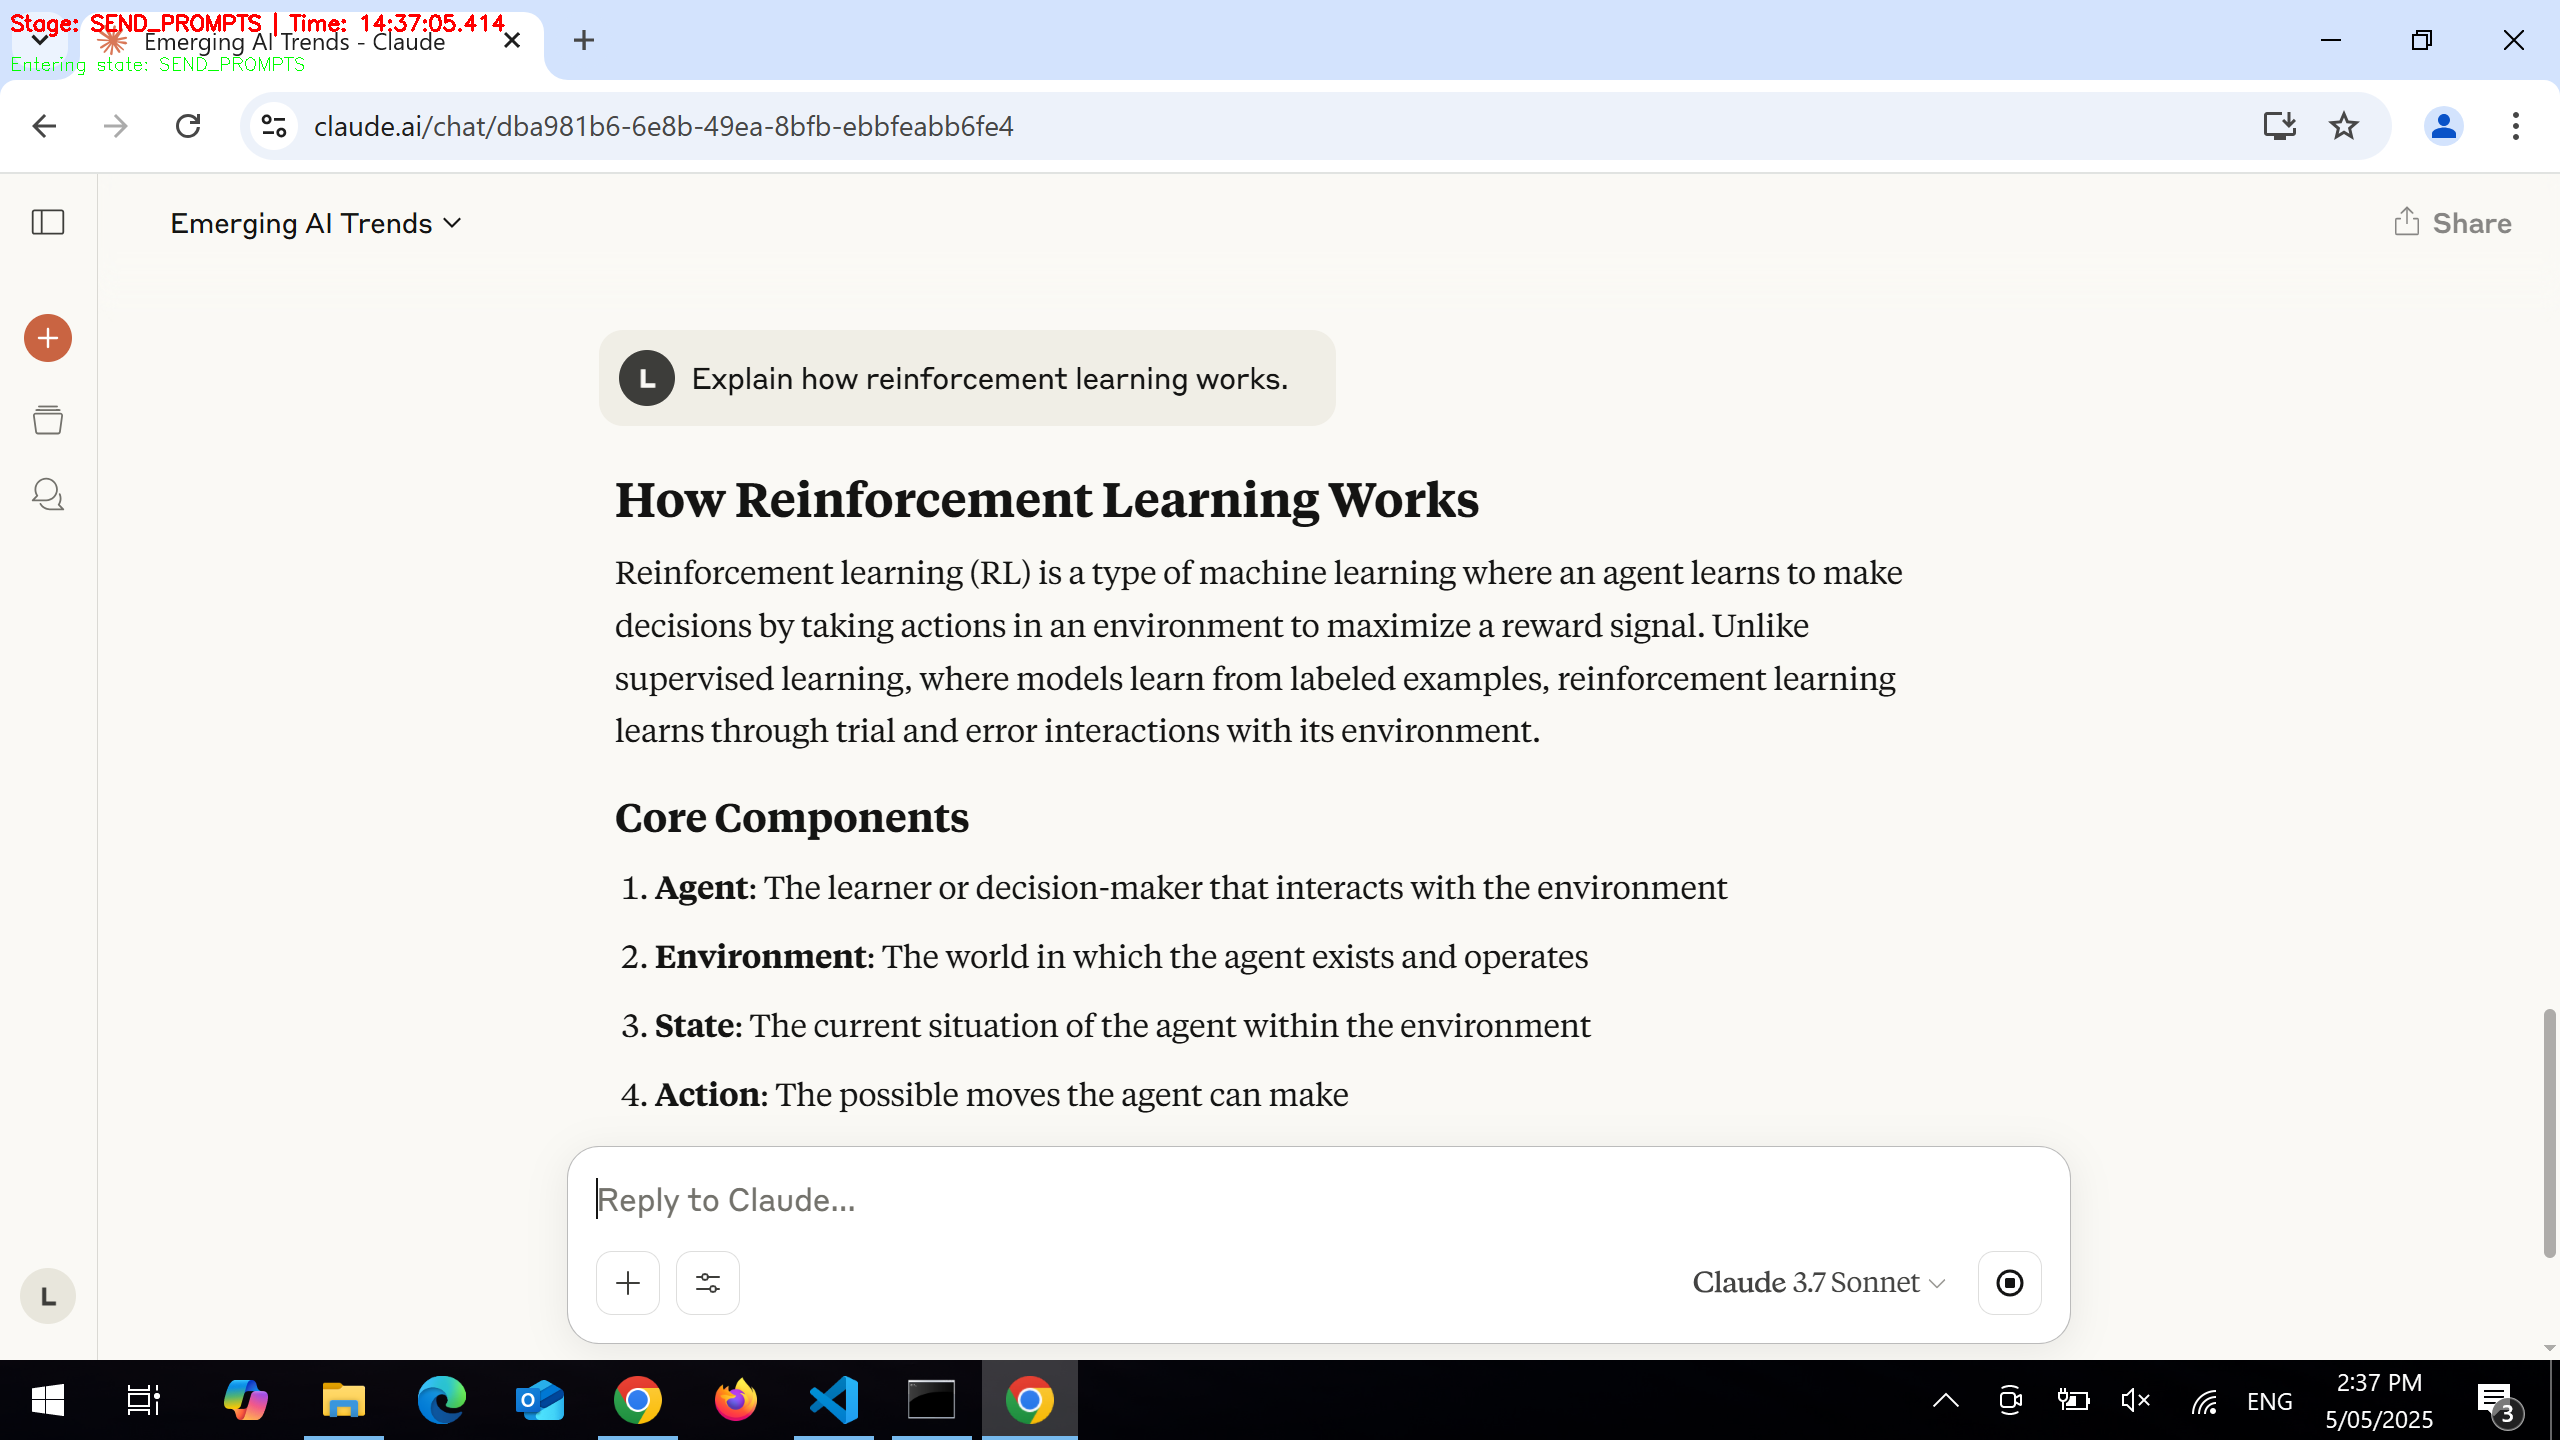 Stage: SEND_PROMPTS | Time: 14:37:05.414
Emerging AI Trends - Claude
Entering state: SEND_PROMPTS
claude.ai/chat/dba981b6-6e8b-49ea-8bfb-ebbfeabb6fe4
Emerging AI Trends
Share
L
Explain how reinforcement learning works.
How Reinforcement Learning Works
Reinforcement learning (RL) is a type of machine learning where an agent learns to make
decisions by taking actions in an environment to maximize a reward signal. Unlike
supervised learning, where models learn from labeled examples, reinforcement learning
learns through trial and error interactions with its environment.
Core Components
1. Agent: The learner or decision-maker that interacts with the environment
2. Environment: The world in which the agent exists and operates
3. State: The current situation of the agent within the environment
4. Action: The possible moves the agent can make
Reply to Claude...
Claude 3.7 Sonnet
L
ENG
2:37 PM
5/05/2025
3